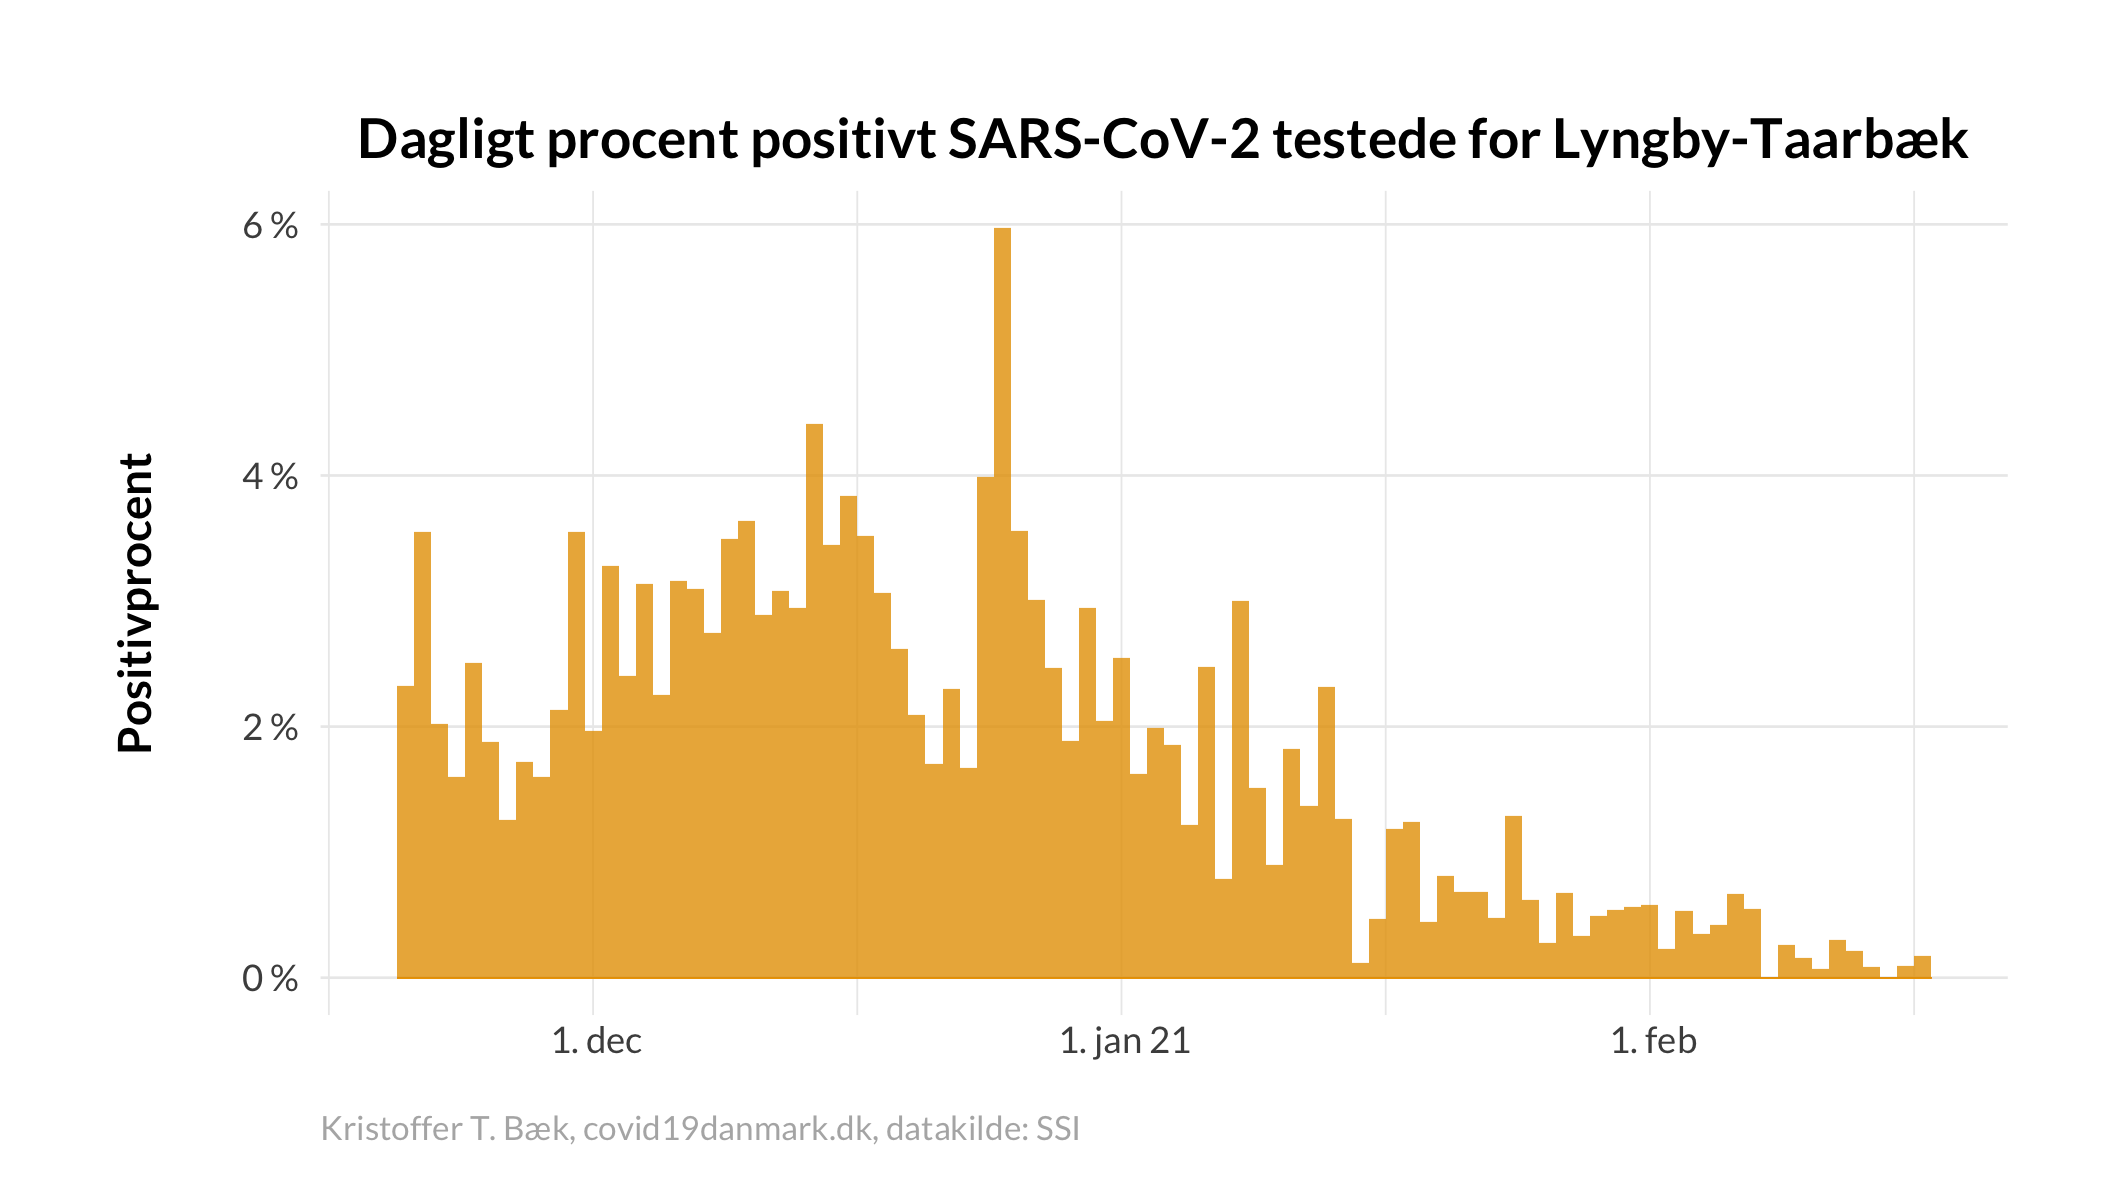 Dagligt procent positivt SARS-CoV-2 testede for Lyngby-Taarbæk
Positivprocent
6 %
4 %
2 %
0 %
1. dec
1. jan 21
1. feb
Kristoffer T. Bæk, covid19danmark.dk, datakilde: SSI